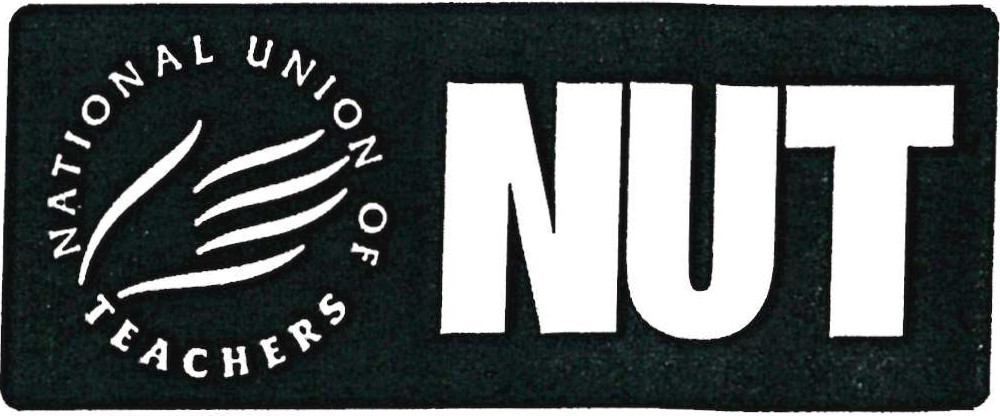 NATIONAL UNION OF
TEACHERS
NUT